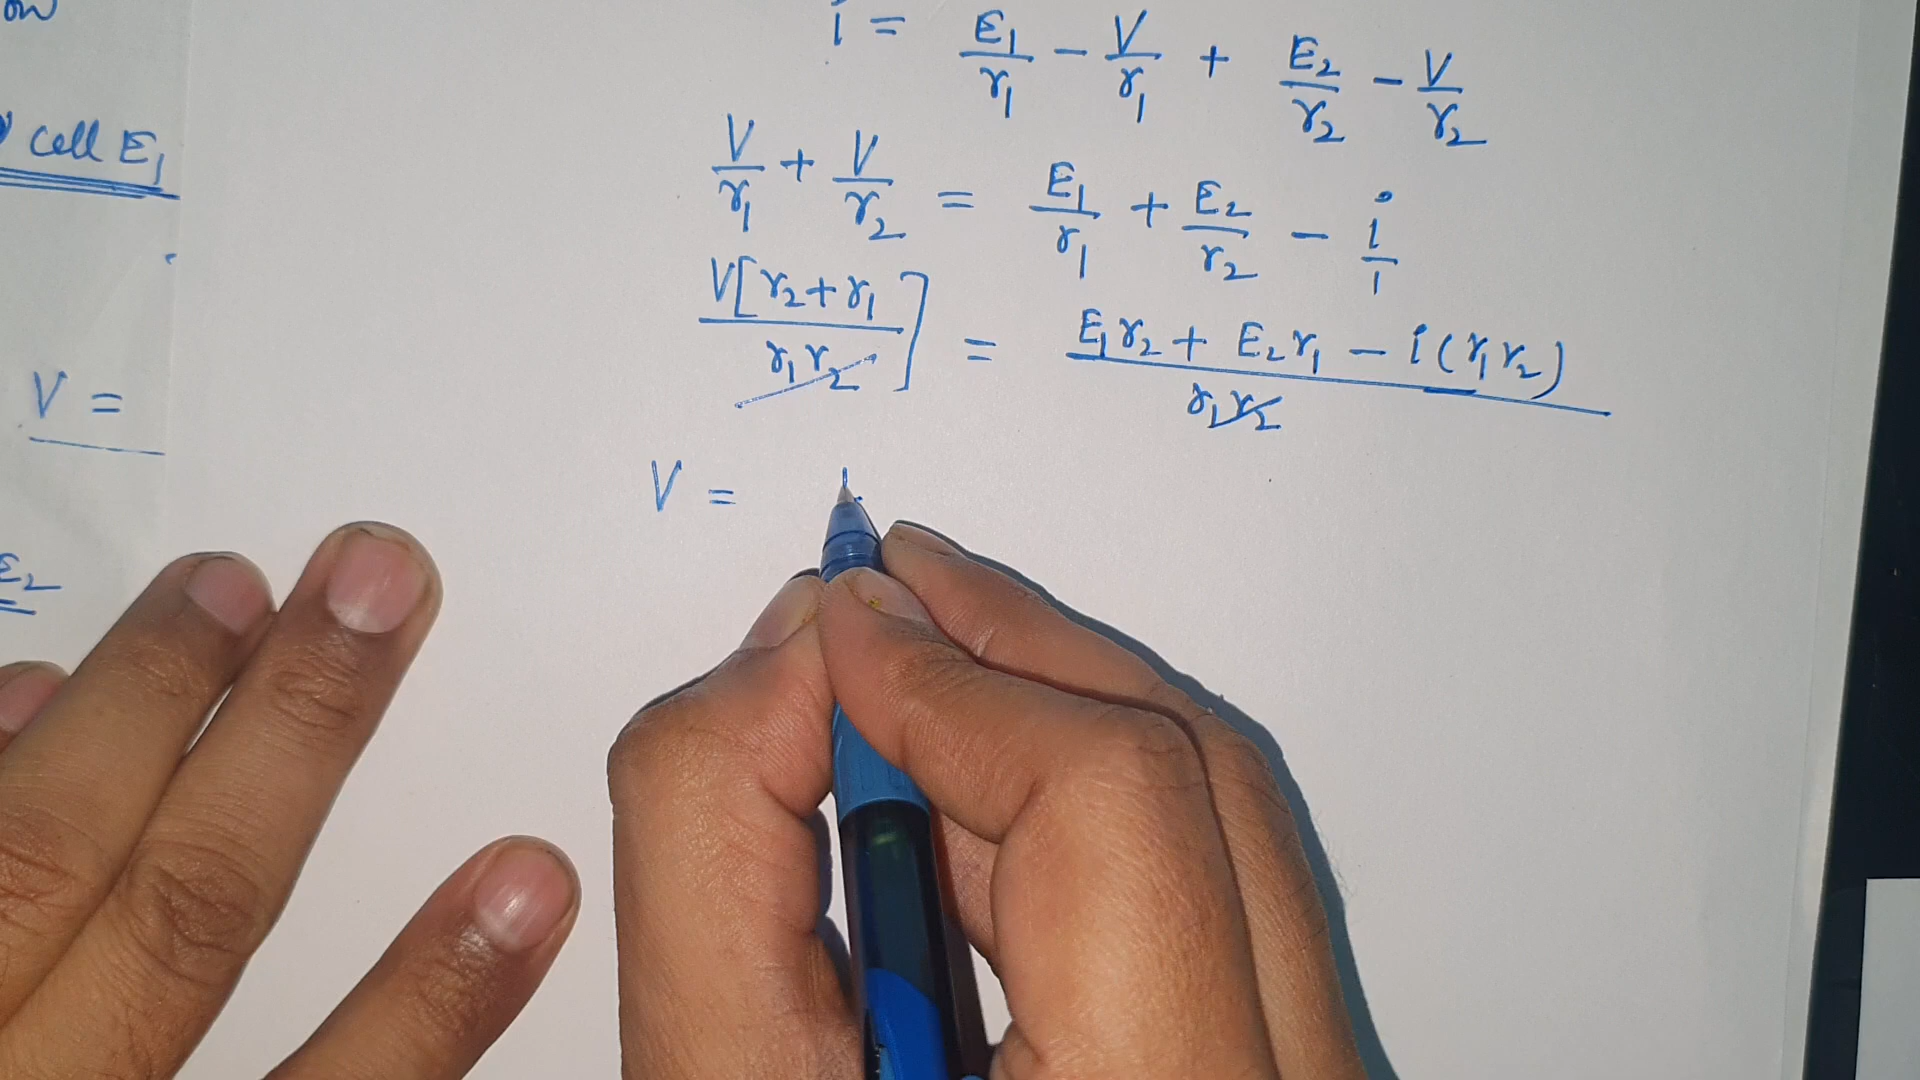 cell E₁
V =
E₂
i = E₁/r₁ - V/r₁ + E₂/r₂ - V/r₂
V/r₁ + V/r₂ = E₁/r₁ + E₂/r₂ - i/1
V[r₂+r₁]/r₁r₂ = E₁r₂ + E₂r₁ - i(r₁r₂)/r₁r₂
V =